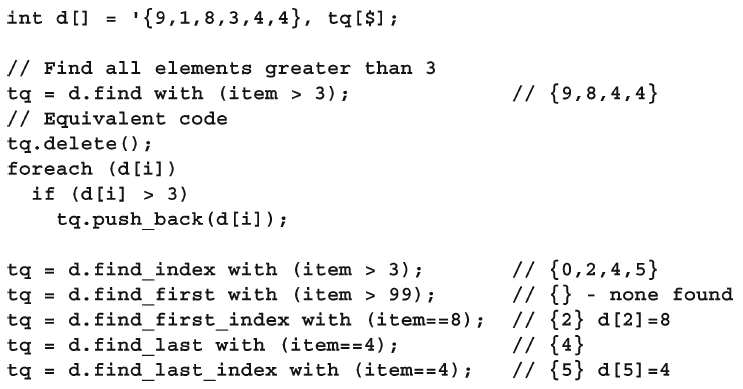 int d[] = '{9,1,8,3,4,4}, tq[$];

// Find all elements greater than 3
tq = d.find with (item > 3);             // {9,8,4,4}
// Equivalent code
tq.delete();
foreach (d[i])
  if (d[i] > 3)
    tq.push_back(d[i]);

tq = d.find_index with (item > 3);       // {0,2,4,5}
tq = d.find_first with (item > 99);      // {} - none found
tq = d.find_first_index with (item==8);  // {2} d[2]=8
tq = d.find_last with (item==4);         // {4}
tq = d.find_last_index with (item==4);   // {5} d[5]=4